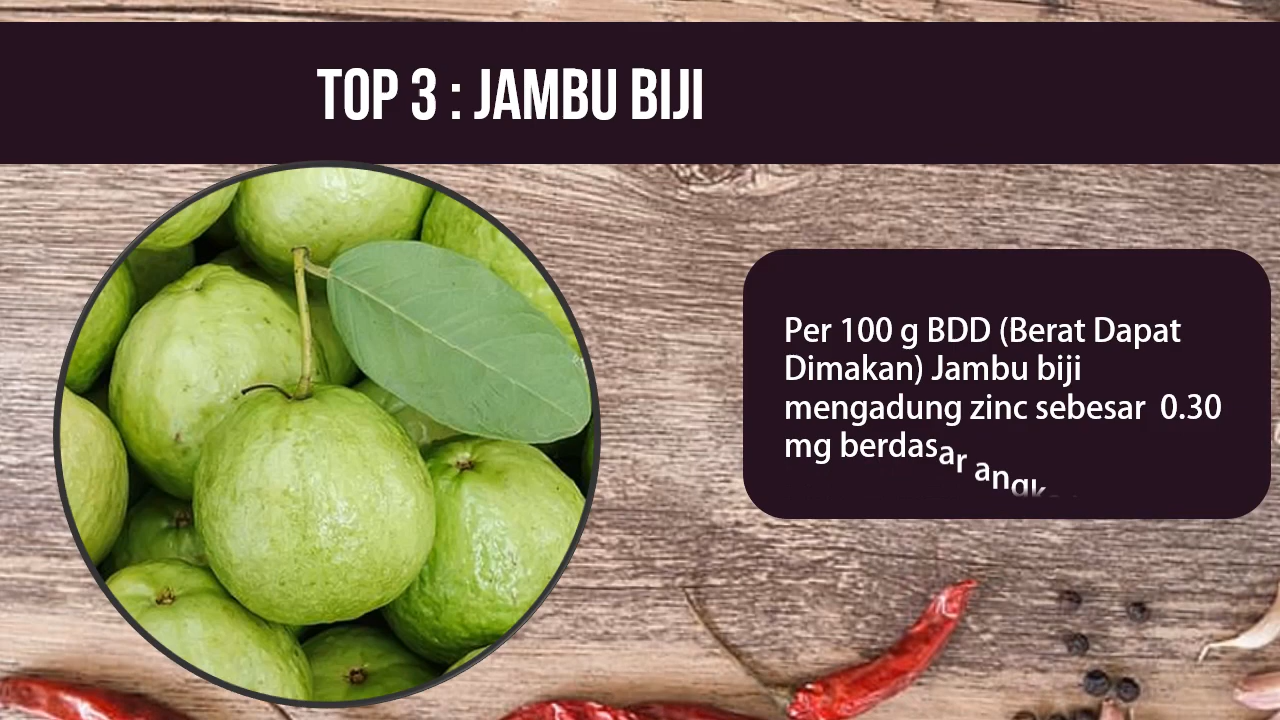 TOP 3 : JAMBU BIJI
Per 100 g BDD (Berat Dapat
Dimakan) Jambu biji
mengadung zinc sebesar 0.30
mg berdasar